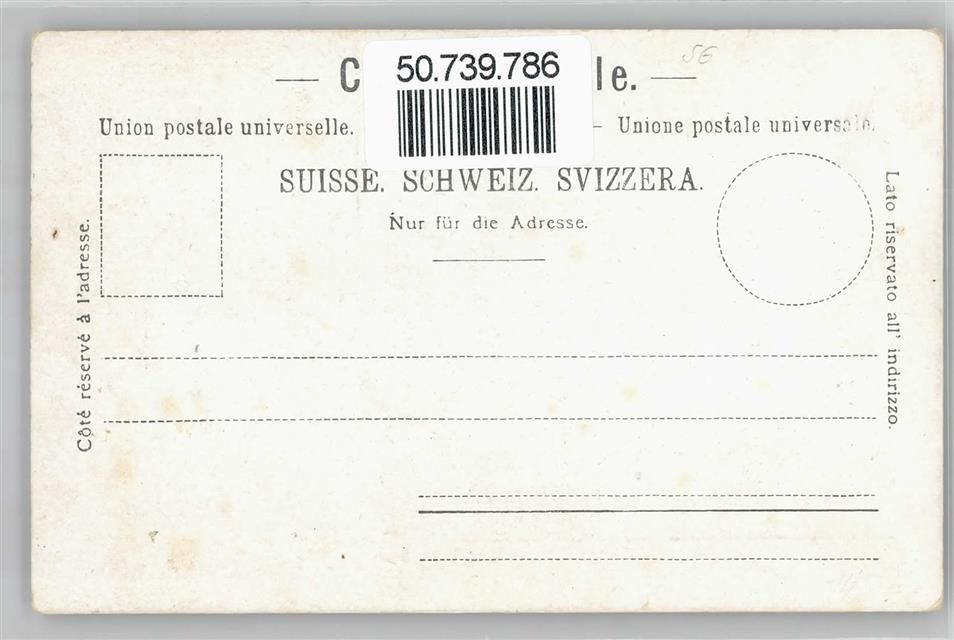 50.739.786
Union postale universelle.
Unione postale universale.
SUISSE. SCHWEIZ. SVIZZERA.
Nur für die Adresse.
Côté réservé à l'adresse.
Lato riservato all' indirizzo.